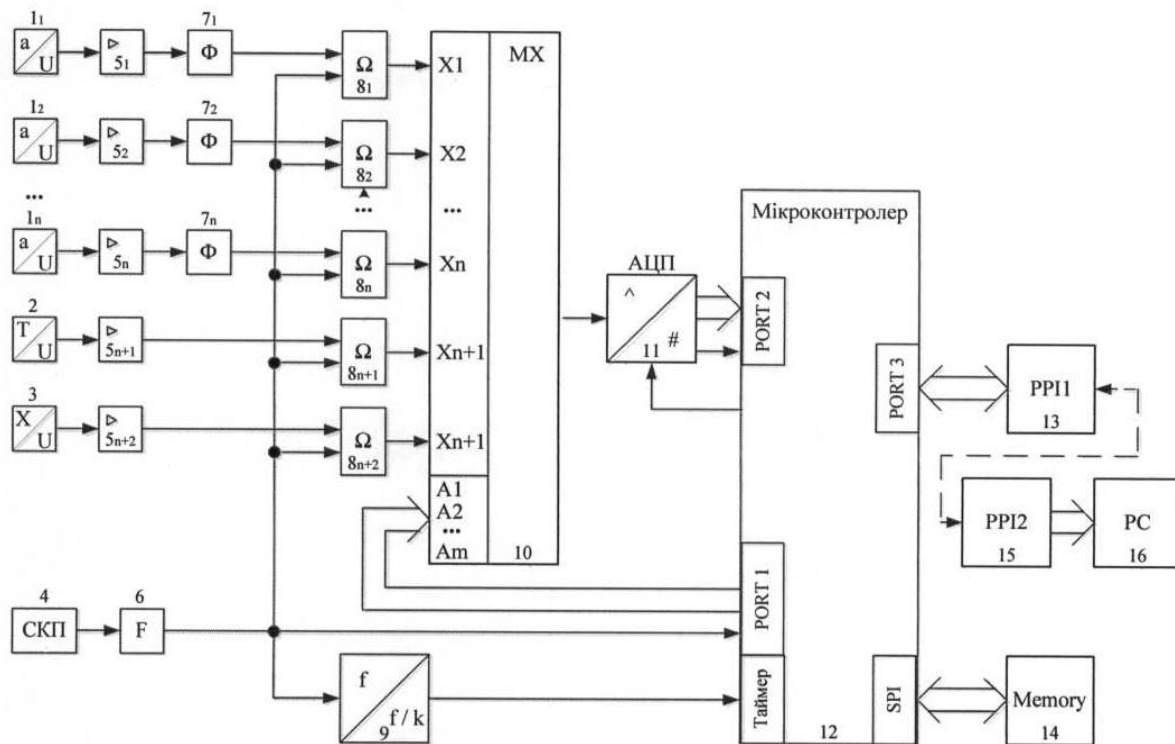 1₁
a
U
▷
5₁
7₁
Ф
Ω
8₁
X1
MX
1₂
a
U
▷
5₂
7₂
Ф
Ω
8₂
X2
...
...
...
1ₙ
a
U
▷
5ₙ
7ₙ
Ф
Ω
8ₙ
Xn
2
T
U
▷
5ₙ₊₁
Ω
8ₙ₊₁
Xn+1
3
X
U
▷
5ₙ₊₂
Ω
8ₙ₊₂
Xn+1
A1
A2
...
Am
10
АЦП
^
#
11
Мікроконтролер
PORT 2
PORT 3
PORT 1
Таймер
SPI
12
PPI1
13
PPI2
15
PC
16
Memory
14
4
СКП
6
F
f
f / k
9